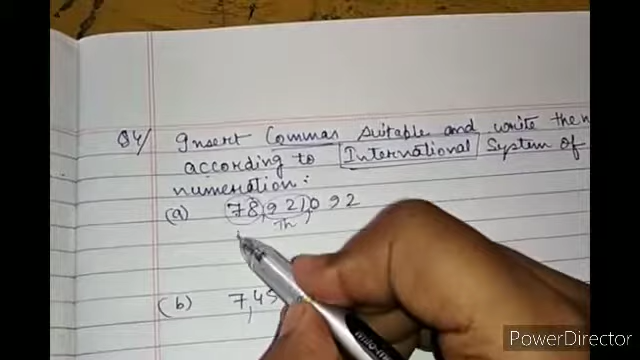 Q4/ Insert Commas suitable and write them
according to International System of
numeration:
(a) 78,921,092
Th
(b) 7,45
PowerDirector